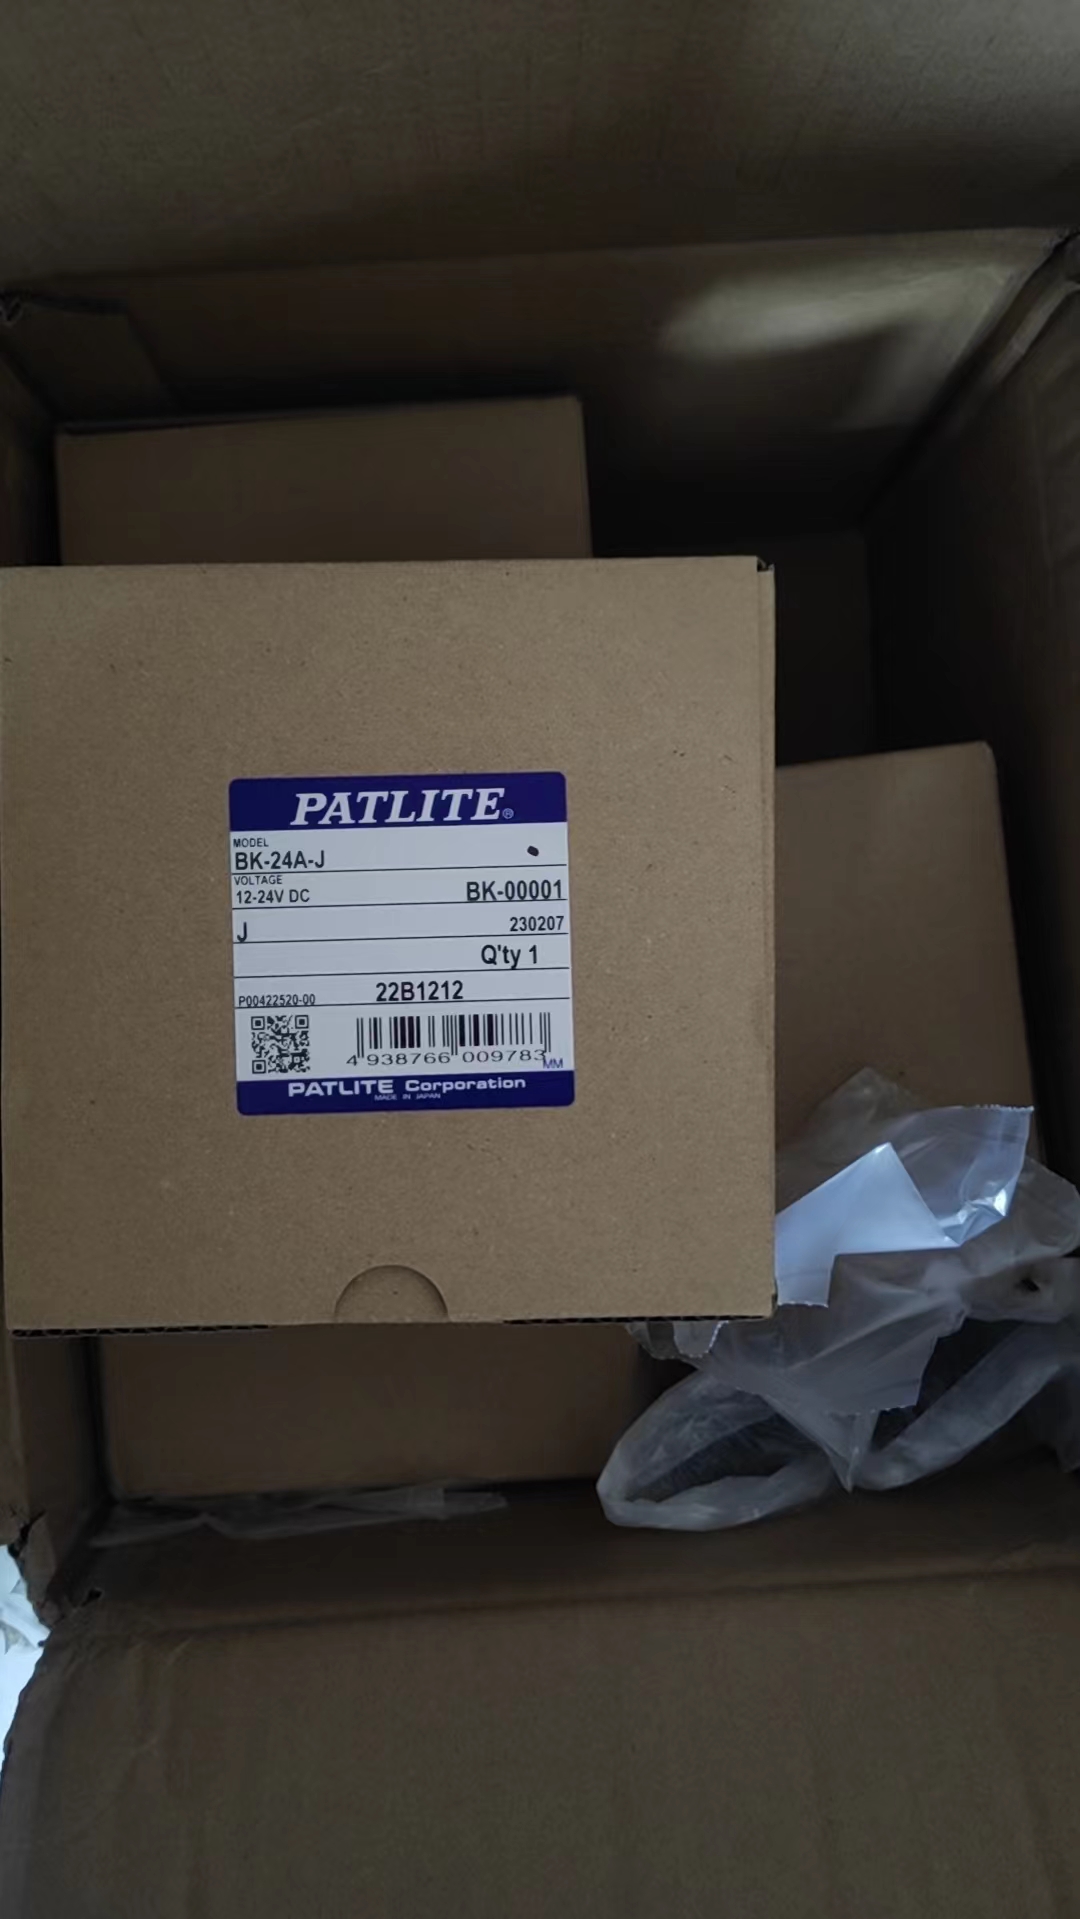 PATLITE®
MODEL
BK-24A-J
VOLTAGE
12-24V DC
BK-00001
J
230207
Q'ty 1
P00422520-00
22B1212
4 938766 009783
MM
PATLITE Corporation
MADE IN JAPAN